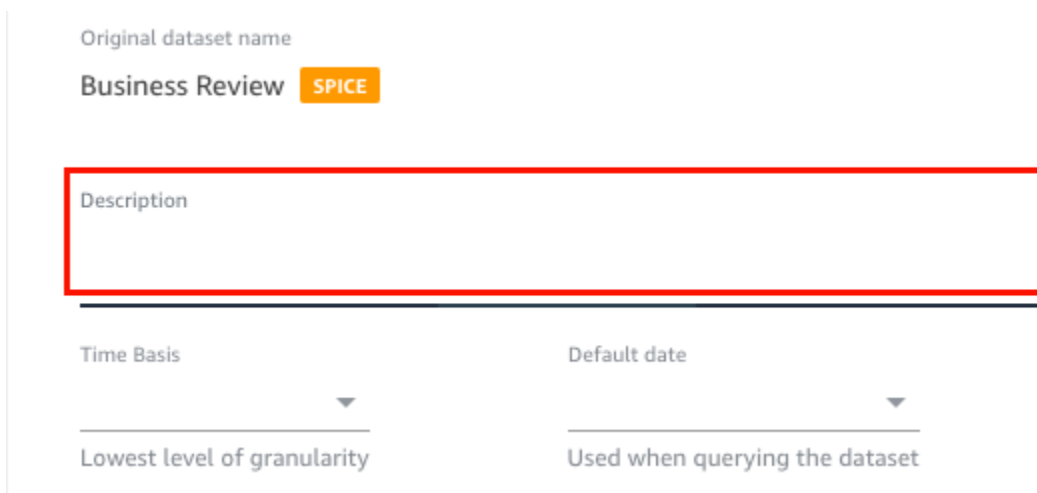 Original dataset name
Business Review SPICE
Description
Time Basis Default date
Lowest level of granularity Used when querying the dataset